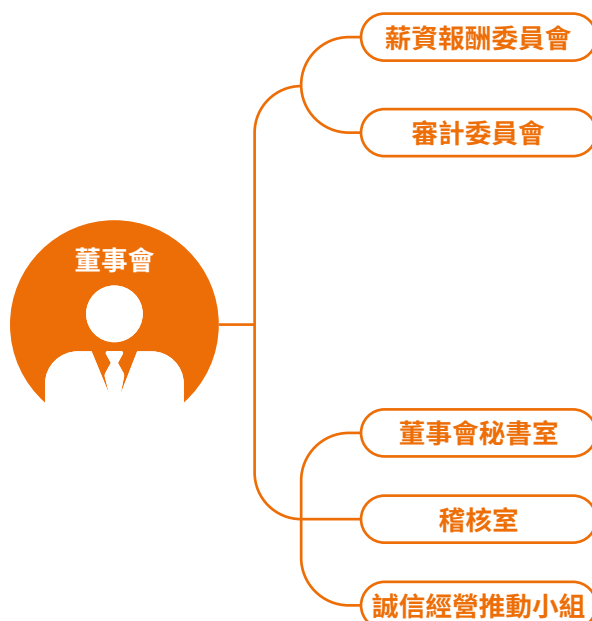 薪資報酬委員會
審計委員會
董事會
董事會秘書室
稽核室
誠信經營推動小組